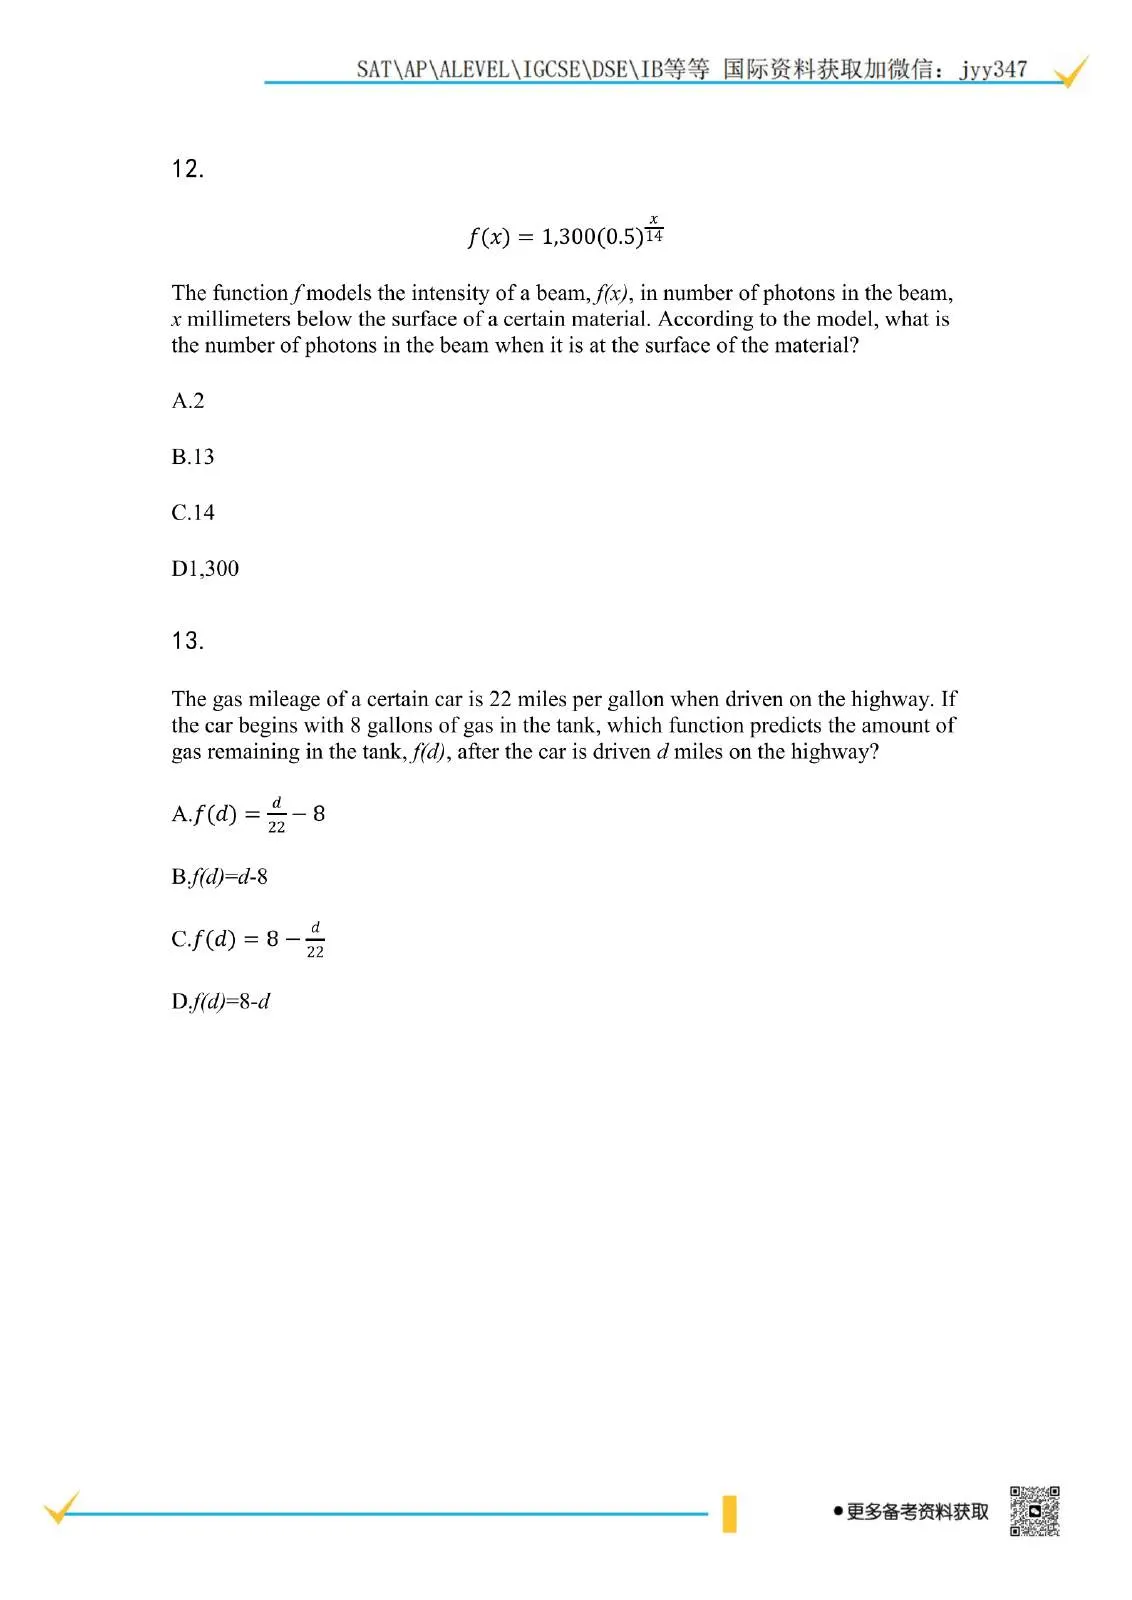 SAT\AP\ALEVEL\IGCSE\DSE\IB等等 国际资料获取加微信：jyy347
12.
f(x) = 1,300(0.5)^{\frac{x}{14}}
The function f models the intensity of a beam, f(x), in number of photons in the beam,
x millimeters below the surface of a certain material. According to the model, what is
the number of photons in the beam when it is at the surface of the material?
A.2
B.13
C.14
D1,300
13.
The gas mileage of a certain car is 22 miles per gallon when driven on the highway. If
the car begins with 8 gallons of gas in the tank, which function predicts the amount of
gas remaining in the tank, f(d), after the car is driven d miles on the highway?
A.f(d) = \frac{d}{22} − 8
B.f(d)=d-8
C.f(d) = 8 − \frac{d}{22}
D.f(d)=8-d
●更多备考资料获取